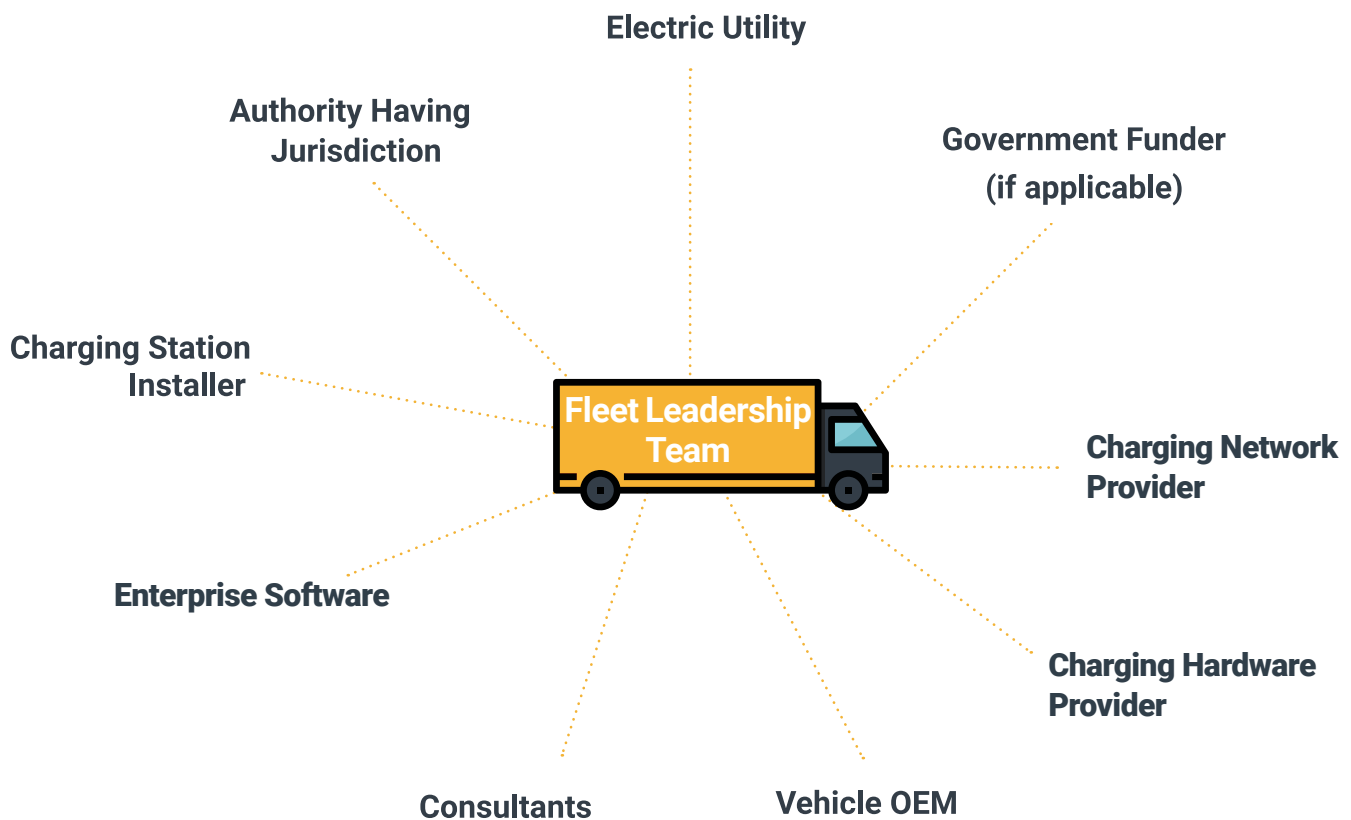 Electric Utility
Authority Having
Jurisdiction
Government Funder
(if applicable)
Charging Station
Installer
Fleet Leadership
Team
Charging Network
Provider
Enterprise Software
Charging Hardware
Provider
Consultants
Vehicle OEM